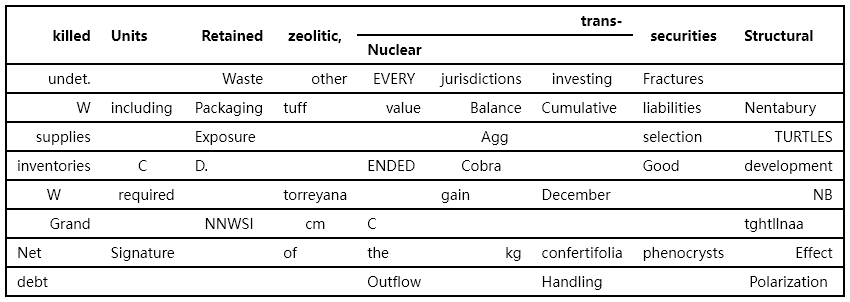 trans-
killed Units Retained zeolitic, securities Structural
Nuclear
undet. Waste other EVERY jurisdictions investing Fractures
W including Packaging tuff value Balance Cumulative liabilities Nentabury
supplies Exposure Agg selection TURTLES
inventories C D. ENDED Cobra Good development
W required torreyana gain December NB
Grand NNWSI cm C tghtllnaa
Net Signature of the kg confertifolia phenocrysts Effect
debt Outflow Handling Polarization